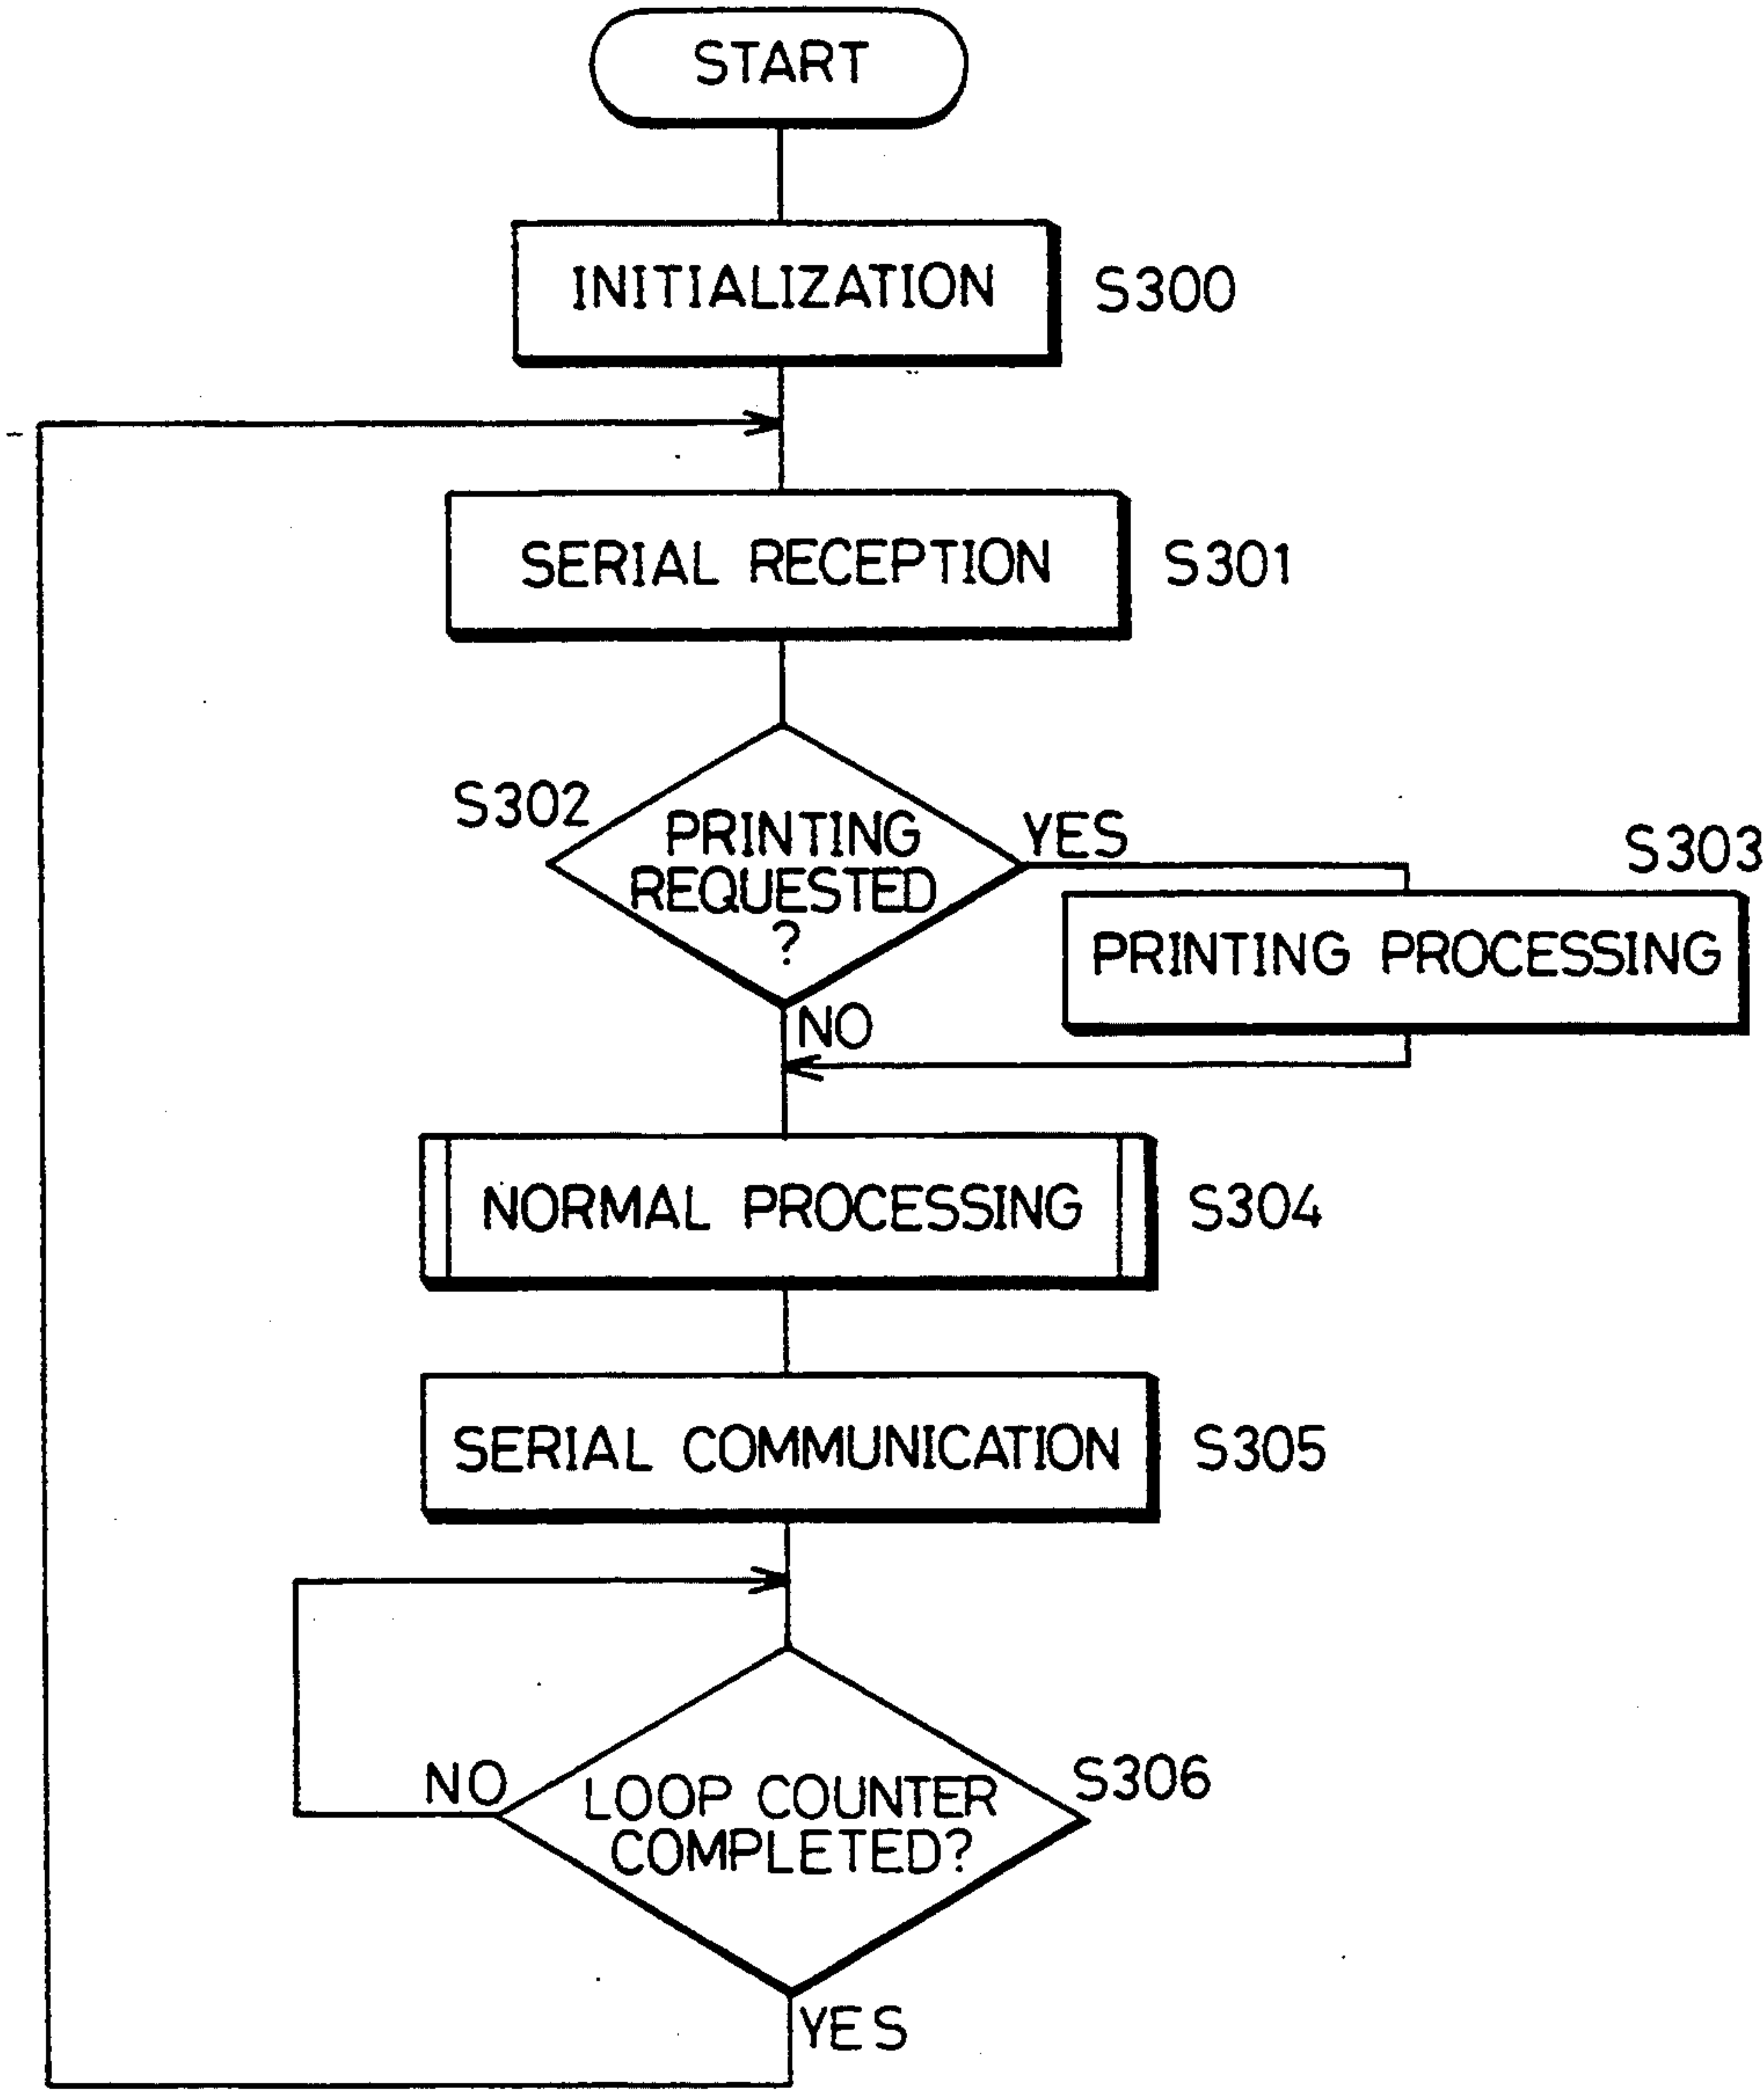 START
INITIALIZATION
S300
SERIAL RECEPTION
S301
S302
PRINTING
REQUESTED
?
YES
S303
PRINTING PROCESSING
NO
NORMAL PROCESSING
S304
SERIAL COMMUNICATION
S305
NO
LOOP COUNTER
COMPLETED?
S306
YES